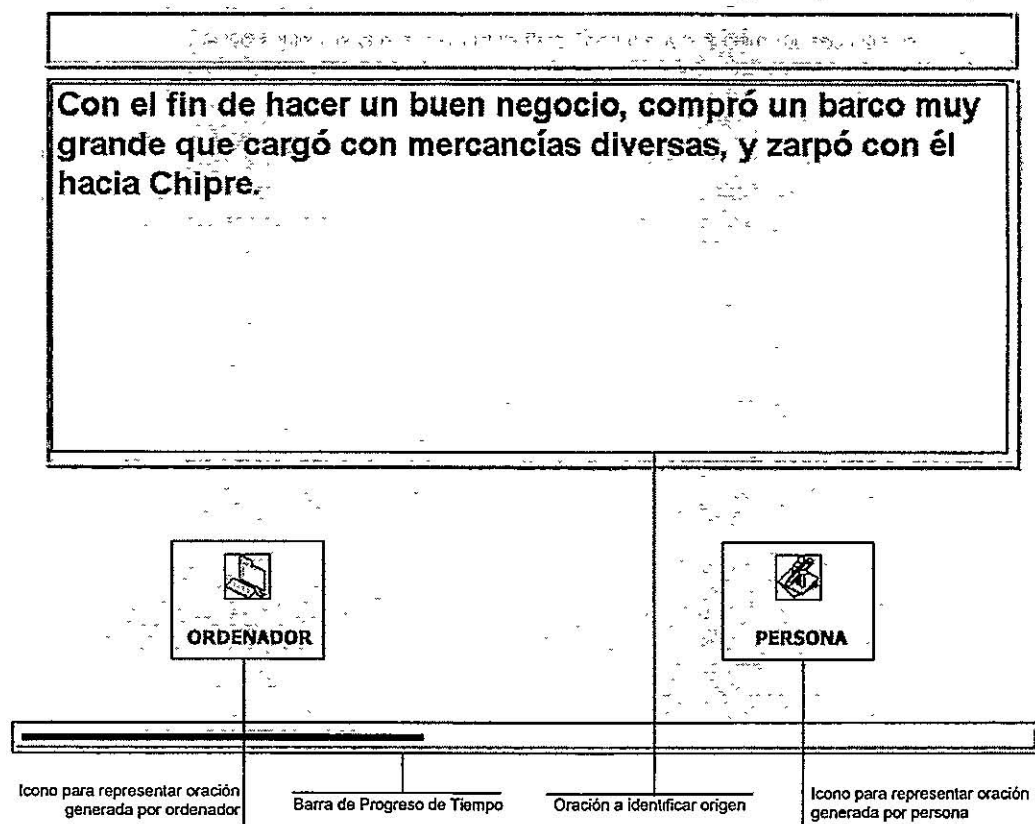 Con el fin de hacer un buen negocio, compró un barco muy
grande que cargó con mercancías diversas, y zarpó con él
hacia Chipre.
ORDENADOR
PERSONA
Icono para representar oración
generada por ordenador
Barra de Progreso de Tiempo
Oración a identificar origen
Icono para representar oración
generada por persona